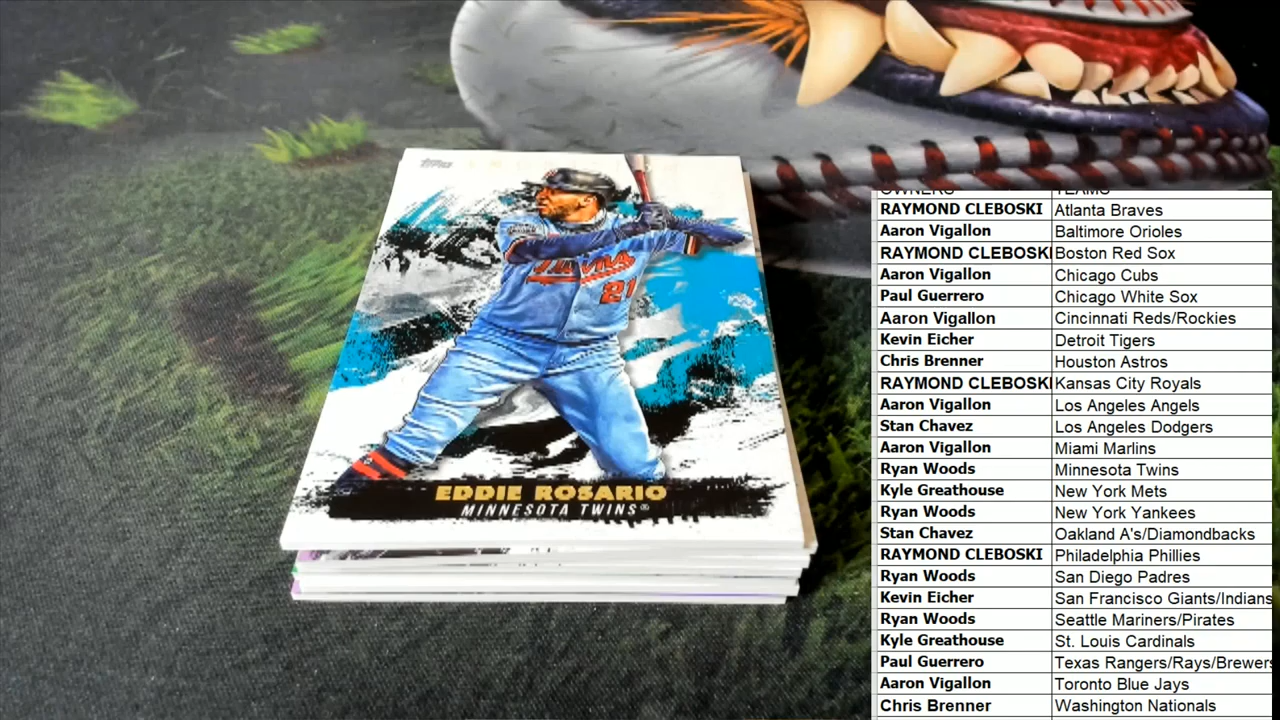 Topps
Twins
21
EDDIE ROSARIO
MINNESOTA TWINS®
OWNERS TEAMS
RAYMOND CLEBOSKI Atlanta Braves
Aaron Vigallon Baltimore Orioles
RAYMOND CLEBOSKI Boston Red Sox
Aaron Vigallon Chicago Cubs
Paul Guerrero Chicago White Sox
Aaron Vigallon Cincinnati Reds/Rockies
Kevin Eicher Detroit Tigers
Chris Brenner Houston Astros
RAYMOND CLEBOSKI Kansas City Royals
Aaron Vigallon Los Angeles Angels
Stan Chavez Los Angeles Dodgers
Aaron Vigallon Miami Marlins
Ryan Woods Minnesota Twins
Kyle Greathouse New York Mets
Ryan Woods New York Yankees
Stan Chavez Oakland A's/Diamondbacks
RAYMOND CLEBOSKI Philadelphia Phillies
Ryan Woods San Diego Padres
Kevin Eicher San Francisco Giants/Indians
Ryan Woods Seattle Mariners/Pirates
Kyle Greathouse St. Louis Cardinals
Paul Guerrero Texas Rangers/Rays/Brewers
Aaron Vigallon Toronto Blue Jays
Chris Brenner Washington Nationals